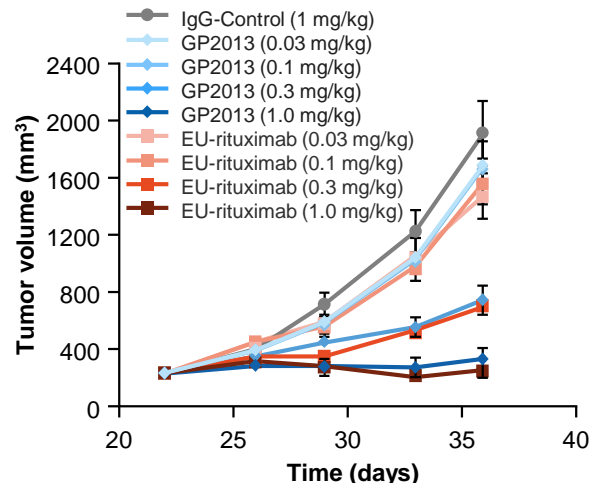 IgG-Control (1 mg/kg)
GP2013 (0.03 mg/kg)
GP2013 (0.1 mg/kg)
GP2013 (0.3 mg/kg)
GP2013 (1.0 mg/kg)
EU-rituximab (0.03 mg/kg)
EU-rituximab (0.1 mg/kg)
EU-rituximab (0.3 mg/kg)
EU-rituximab (1.0 mg/kg)
Tumor volume (mm³)
2400
2000
1600
1200
800
400
0
20 25 30 35 40
Time (days)